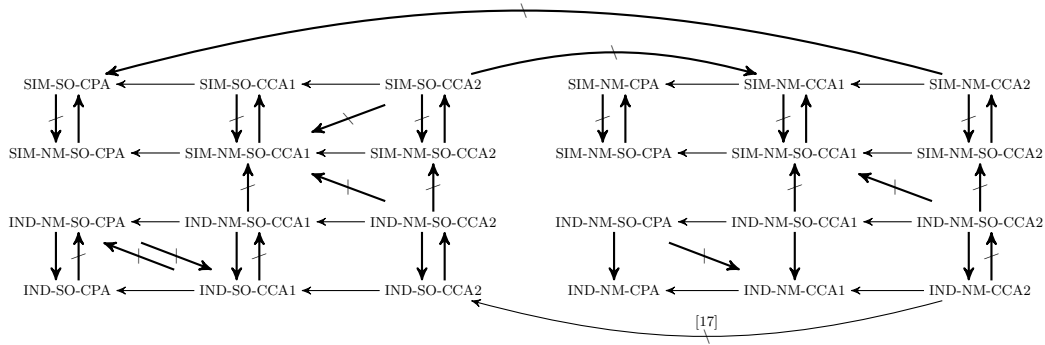 SIM-SO-CPA SIM-SO-CCA1 SIM-SO-CCA2 SIM-NM-CPA SIM-NM-CCA1 SIM-NM-CCA2
SIM-NM-SO-CPA SIM-NM-SO-CCA1 SIM-NM-SO-CCA2 SIM-NM-SO-CPA SIM-NM-SO-CCA1 SIM-NM-SO-CCA2
IND-NM-SO-CPA IND-NM-SO-CCA1 IND-NM-SO-CCA2 IND-NM-SO-CPA IND-NM-SO-CCA1 IND-NM-SO-CCA2
IND-SO-CPA IND-SO-CCA1 IND-SO-CCA2 IND-NM-CPA IND-NM-CCA1 IND-NM-CCA2
[17]